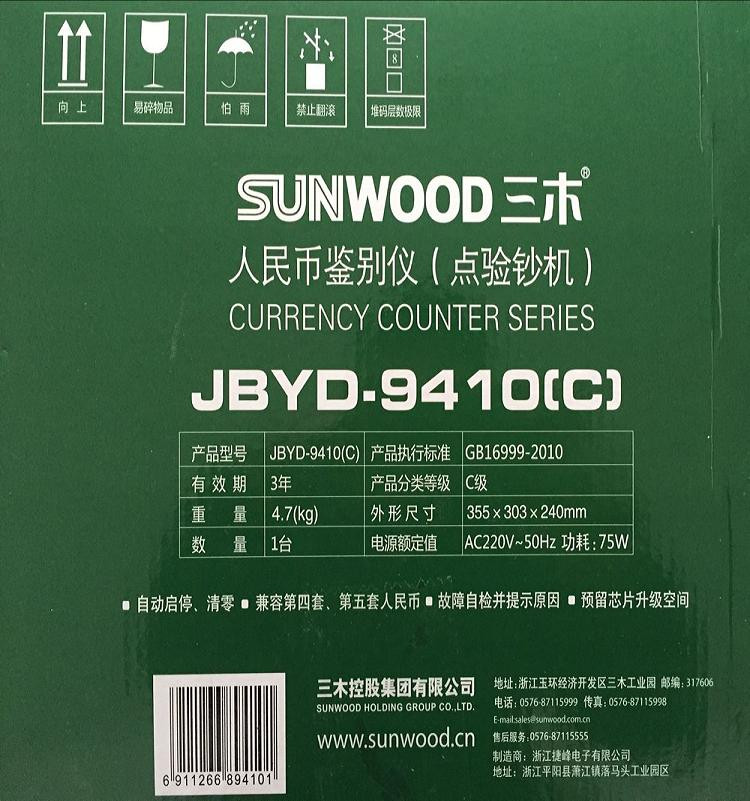 向 上 易碎物品 怕 雨 禁止翻滚 8 堆码层数极限
SUNWOOD 三木®
人民币鉴别仪(点验钞机)
CURRENCY COUNTER SERIES
JBYD-9410(C)
产品型号 JBYD-9410(C) 产品执行标准 GB16999-2010
有 效 期 3年 产品分类等级 C级
重 量 4.7(kg) 外 形 尺 寸 355×303×240mm
数 量 1台 电源额定值 AC220V~50Hz 功耗:75W
▪ 自动启停、清零 ▪ 兼容第四套、第五套人民币 ▪ 故障自检并提示原因 ▪ 预留芯片升级空间
6 911266 894101
三木控股集团有限公司
SUNWOOD HOLDING GROUP CO.,LTD.
www.sunwood.cn
地址:浙江玉环经济开发区三木工业园 邮编:317606
电话:0576-87115999 传真:0576-87115998
E-mail:sales@sunwood.com.cn
售后服务:0576-87115555
制造商:浙江捷峰电子有限公司
地址:浙江平阳县萧江镇落马头工业园区